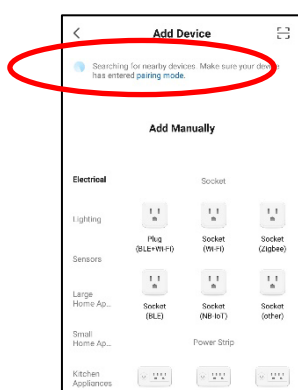 Add Device
Searching for nearby devices. Make sure your device
has entered pairing mode.
Add Manually
Electrical
Socket
Lighting
Plug
(BLE+Wi-Fi)
Socket
(Wi-Fi)
Socket
(Zigbee)
Sensors
Large
Home Ap...
Socket
(BLE)
Socket
(NB-IoT)
Socket
(other)
Small
Home Ap...
Power Strip
Kitchen
Appliances